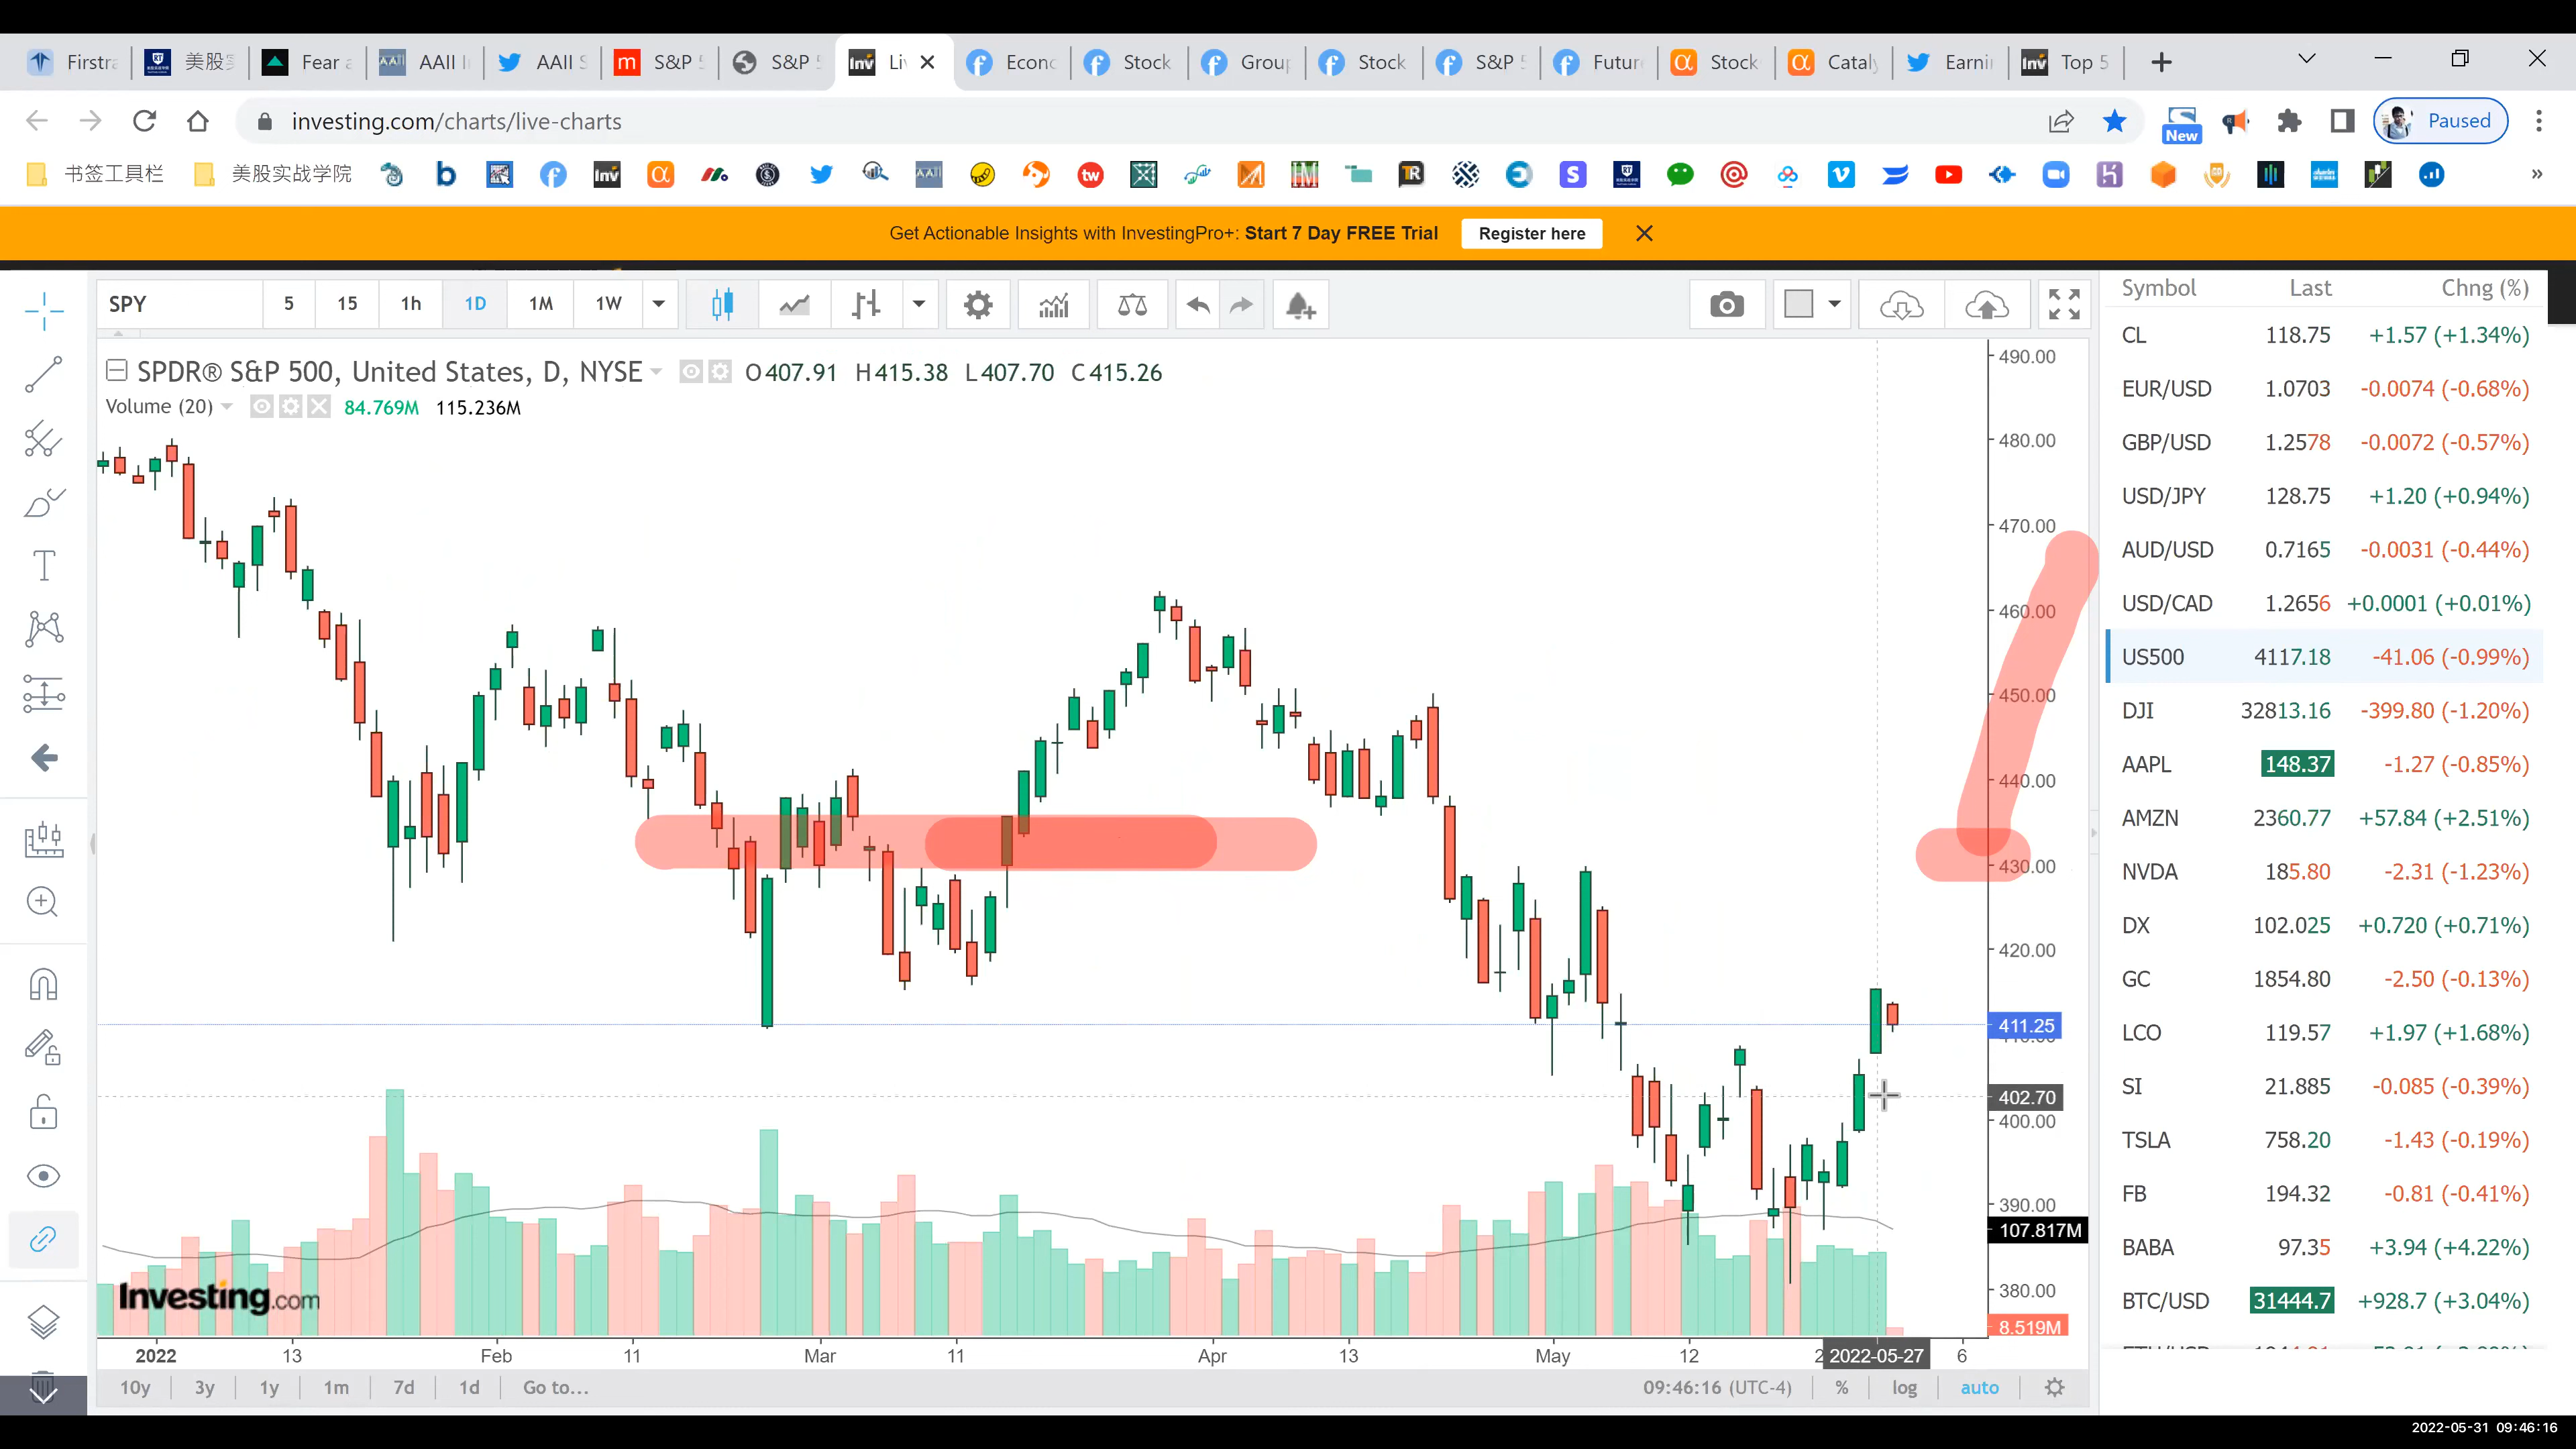 Firstra 美股实 Fear a AAII I AAII S S&P 5 S&P 5 Li Econo Stock Group Stock S&P 5 Future Stock Cataly Earni Top 5
investing.com/charts/live-charts New Paused
书签工具栏 美股实战学院
Get Actionable Insights with InvestingPro+: Start 7 Day FREE Trial Register here
SPY 5 15 1h 1D 1M 1W
SPDR® S&P 500, United States, D, NYSE O407.91 H415.38 L407.70 C415.26
Volume (20) 84.769M 115.236M
490.00
480.00
470.00
460.00
450.00
440.00
430.00
420.00
411.25
402.70
400.00
390.00
107.817M
380.00
8.519M
Investing.com
2022 13 Feb 11 Mar 11 Apr 13 May 12 2022-05-27 6
10y 3y 1y 1m 7d 1d Go to... 09:46:16 (UTC-4) % log auto
Symbol Last Chng (%)
CL 118.75 +1.57 (+1.34%)
EUR/USD 1.0703 -0.0074 (-0.68%)
GBP/USD 1.2578 -0.0072 (-0.57%)
USD/JPY 128.75 +1.20 (+0.94%)
AUD/USD 0.7165 -0.0031 (-0.44%)
USD/CAD 1.2656 +0.0001 (+0.01%)
US500 4117.18 -41.06 (-0.99%)
DJI 32813.16 -399.80 (-1.20%)
AAPL 148.37 -1.27 (-0.85%)
AMZN 2360.77 +57.84 (+2.51%)
NVDA 185.80 -2.31 (-1.23%)
DX 102.025 +0.720 (+0.71%)
GC 1854.80 -2.50 (-0.13%)
LCO 119.57 +1.97 (+1.68%)
SI 21.885 -0.085 (-0.39%)
TSLA 758.20 -1.43 (-0.19%)
FB 194.32 -0.81 (-0.41%)
BABA 97.35 +3.94 (+4.22%)
BTC/USD 31444.7 +928.7 (+3.04%)
2022-05-31 09:46:16